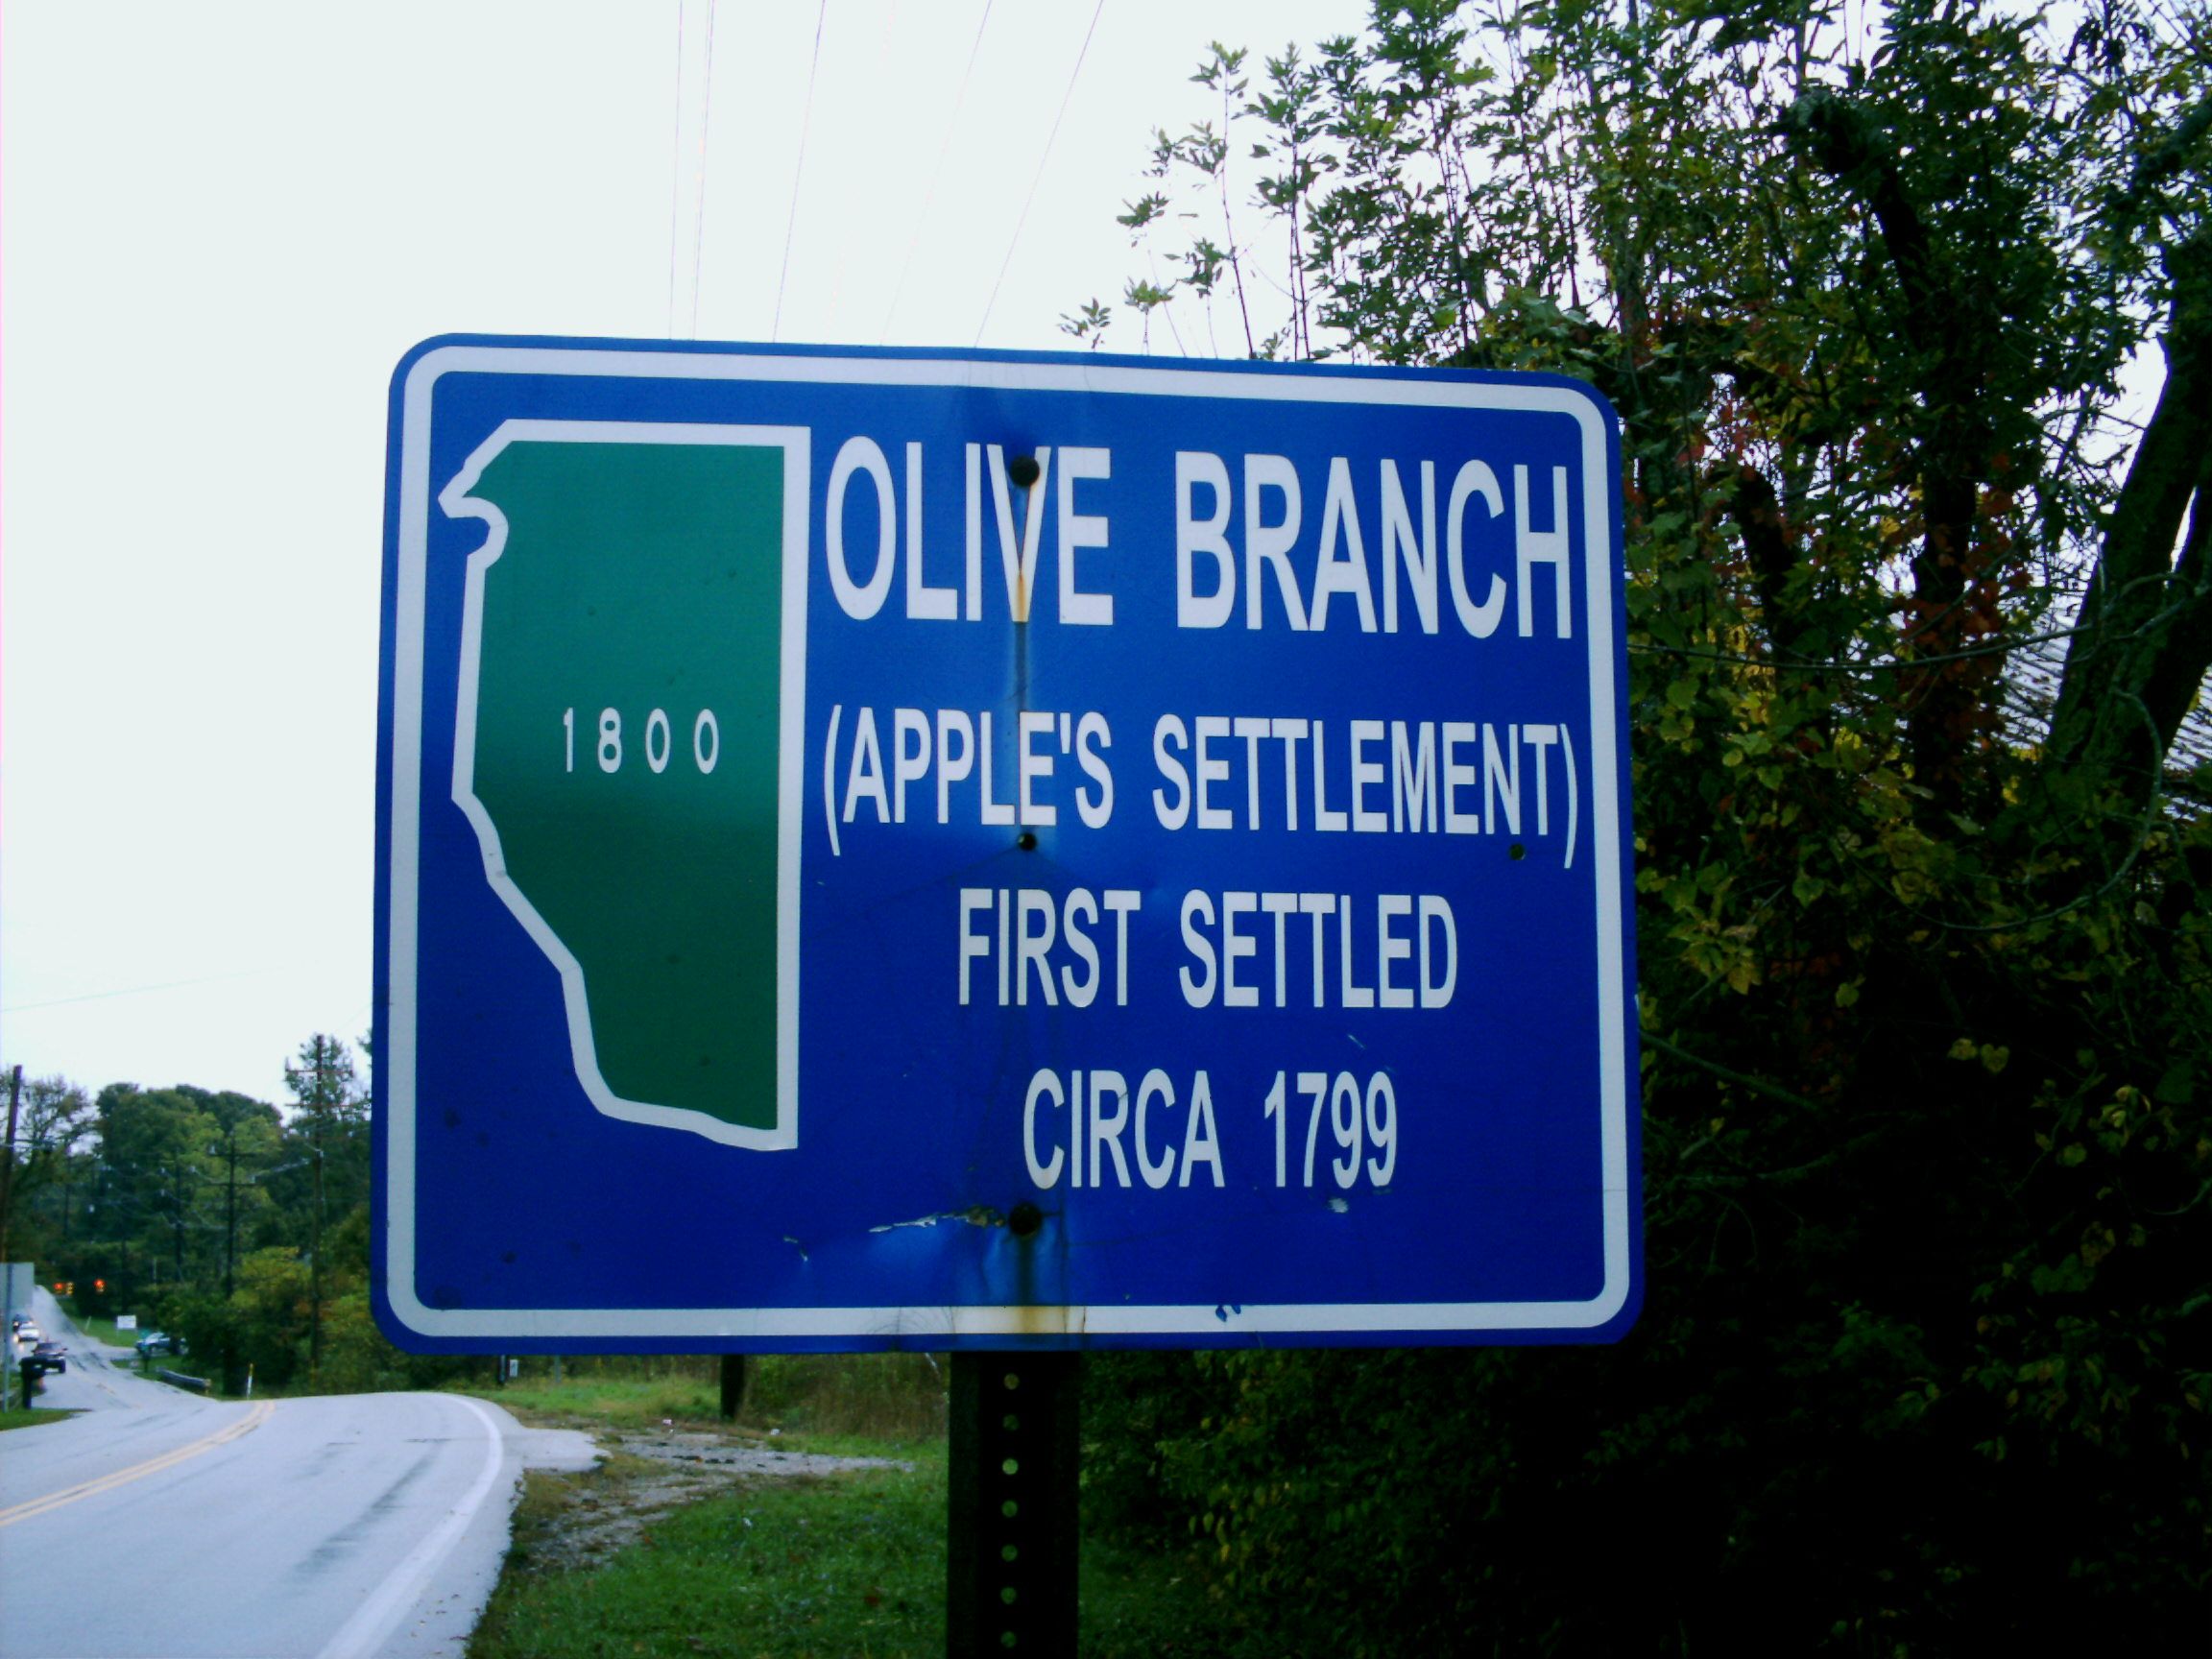 1800
OLIVE BRANCH
(APPLE'S SETTLEMENT)
FIRST SETTLED
CIRCA 1799